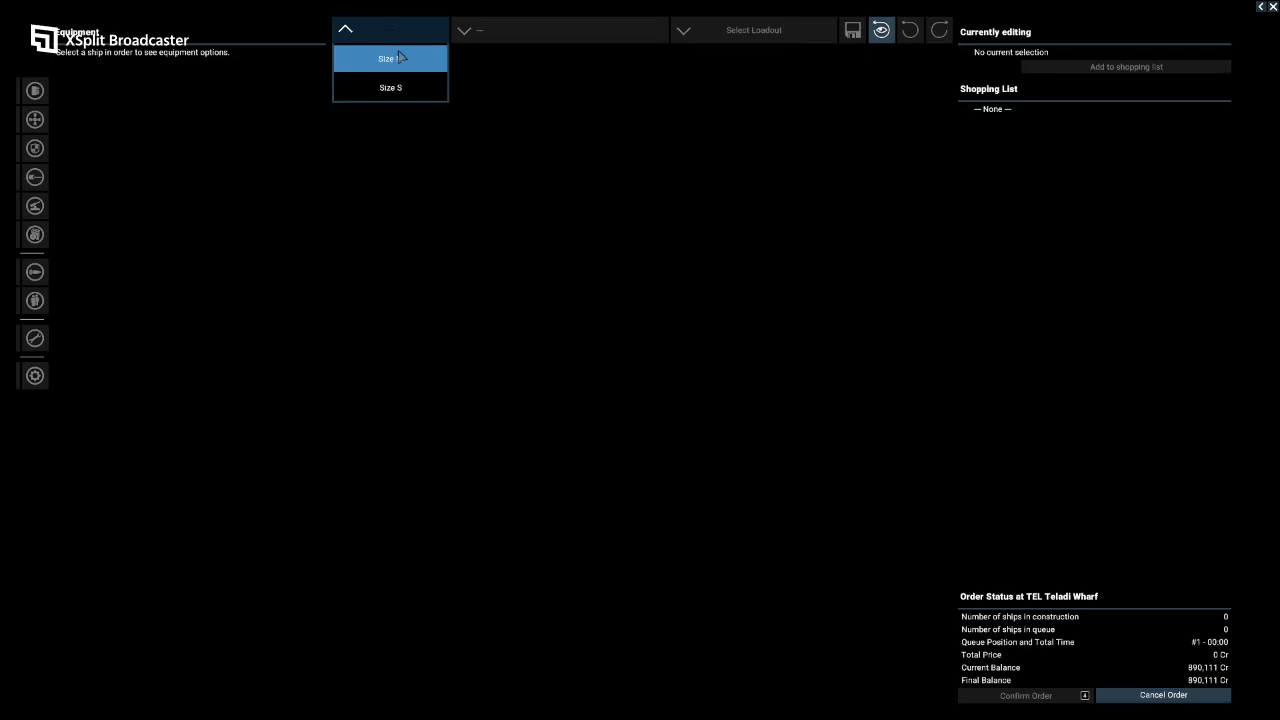 Equipment
XSplit Broadcaster
Select a ship in order to see equipment options.
—
Select Loadout
Size
Size S
Currently editing
No current selection
Add to shopping list
Shopping List
— None —
Order Status at TEL Teladi Wharf
Number of ships in construction 0
Number of ships in queue 0
Queue Position and Total Time #1 - 00:00
Total Price 0 Cr
Current Balance 890,111 Cr
Final Balance 890,111 Cr
Confirm Order 4
Cancel Order